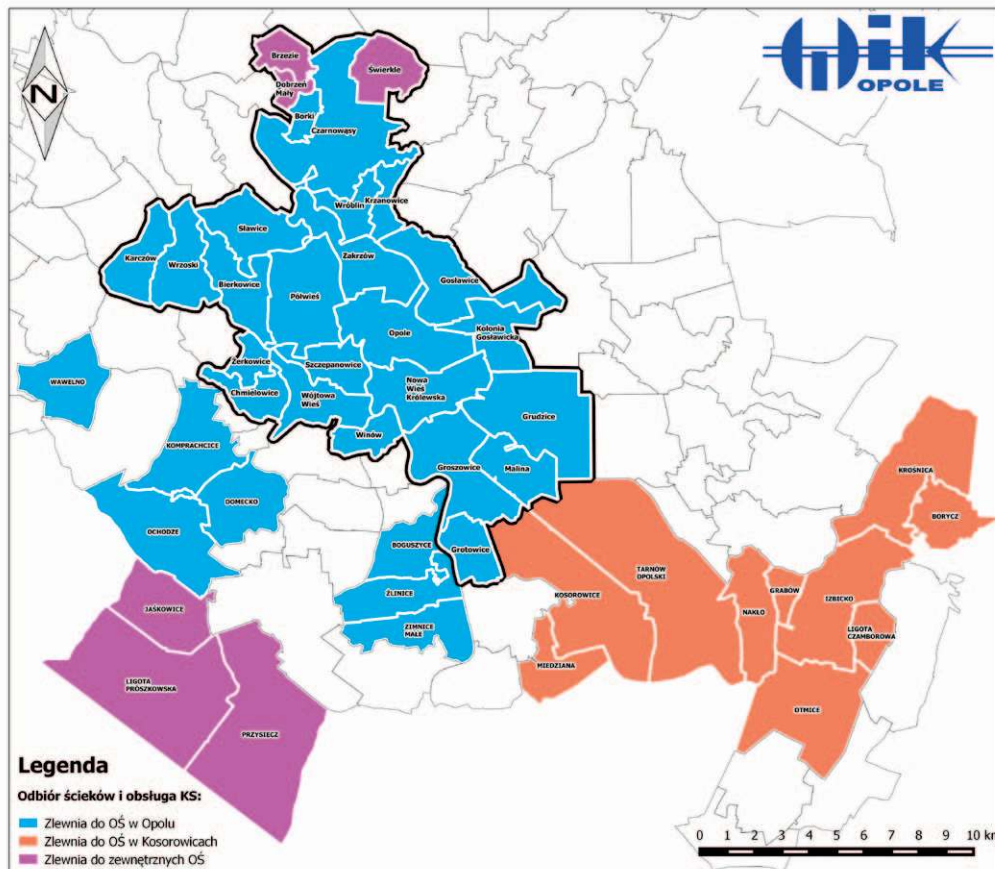 N
WiK
OPOLE
Brzezie
Świerkle
Dobrzeń
Mały
Borki
Czarnowąsy
Wróblin
Krzanowice
Sławice
Zakrzów
Karczów
Wrzoski
Bierkowice
Półwieś
Gosławice
Opole
Kolonia
Gosławicka
Żerkowice
Szczepanowice
Chmielowice
Wójtowa
Wieś
Nowa
Wieś
Królewska
Grudzice
WAWELNO
Winów
KOMPRACHCICE
Groszowice
Malina
DOMECKO
OCHODZE
BOGUSZYCE
Grotowice
KROŚNICA
BORYCZ
TARNÓW
OPOLSKI
KOSOROWICE
NAKŁO
GRABÓW
IZBICKO
ŹLINICE
JAŚKOWICE
ZIMNICE
MAŁE
LIGOTA
CZAMBOROWA
MIEDZIANA
LIGOTA
PRÓSZKOWSKA
OTMICE
PRZYSIECZ
Legenda
Odbiór ścieków i obsługa KS:
Zlewnia do OŚ w Opolu
Zlewnia do OŚ w Kosorowicach
Zlewnia do zewnętrznych OŚ
0 1 2 3 4 5 6 7 8 9 10 km